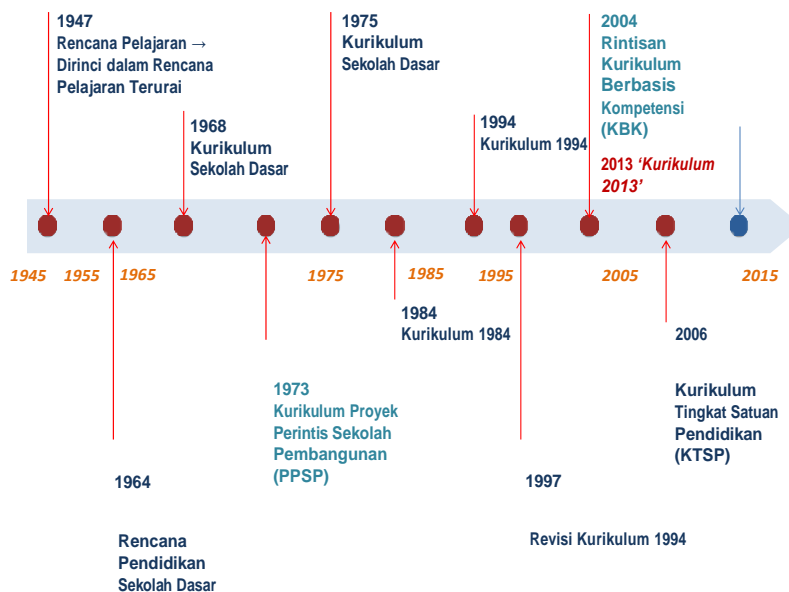 1947
Rencana Pelajaran →
Dirinci dalam Rencana
Pelajaran Terurai
1975
Kurikulum
Sekolah Dasar
2004
Rintisan
Kurikulum
Berbasis
Kompetensi
(KBK)
1968
Kurikulum
Sekolah Dasar
1994
Kurikulum 1994
2013 ‘Kurikulum
2013’
1945 1955 1965 1975 1985 1995 2005 2015
1984
Kurikulum 1984
2006
Kurikulum
Tingkat Satuan
Pendidikan
(KTSP)
1973
Kurikulum Proyek
Perintis Sekolah
Pembangunan
(PPSP)
1964
Rencana
Pendidikan
Sekolah Dasar
1997
Revisi Kurikulum 1994